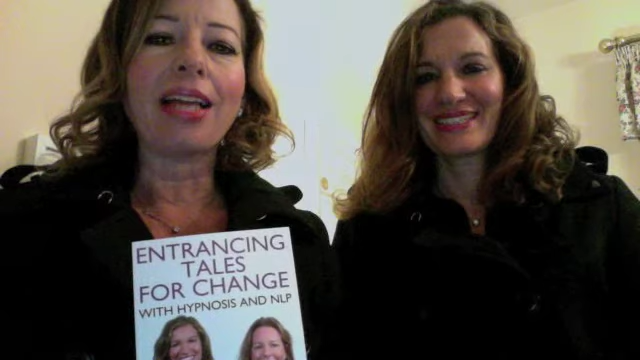 ENTRANCING
TALES
FOR CHANGE
WITH HYPNOSIS AND NLP